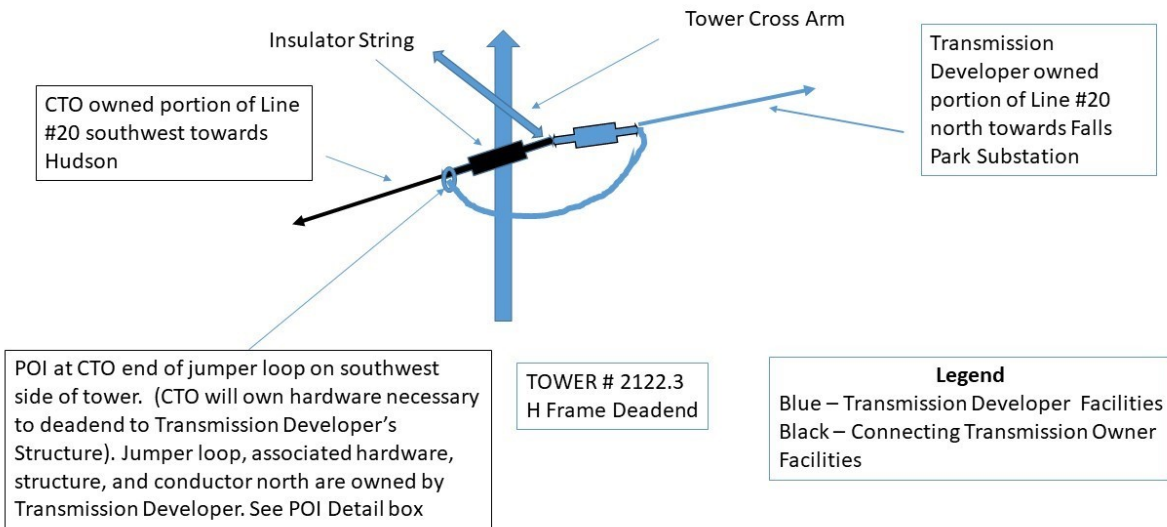 Insulator String
Tower Cross Arm
CTO owned portion of Line
#20 southwest towards
Hudson
Transmission
Developer owned
portion of Line #20
north towards Falls
Park Substation
POI at CTO end of jumper loop on southwest
side of tower.  (CTO will own hardware necessary
to deadend to Transmission Developer’s
Structure). Jumper loop, associated hardware,
structure, and conductor north are owned by
Transmission Developer. See POI Detail box
TOWER # 2122.3
H Frame Deadend
Legend
Blue – Transmission Developer  Facilities
Black – Connecting Transmission Owner
Facilities